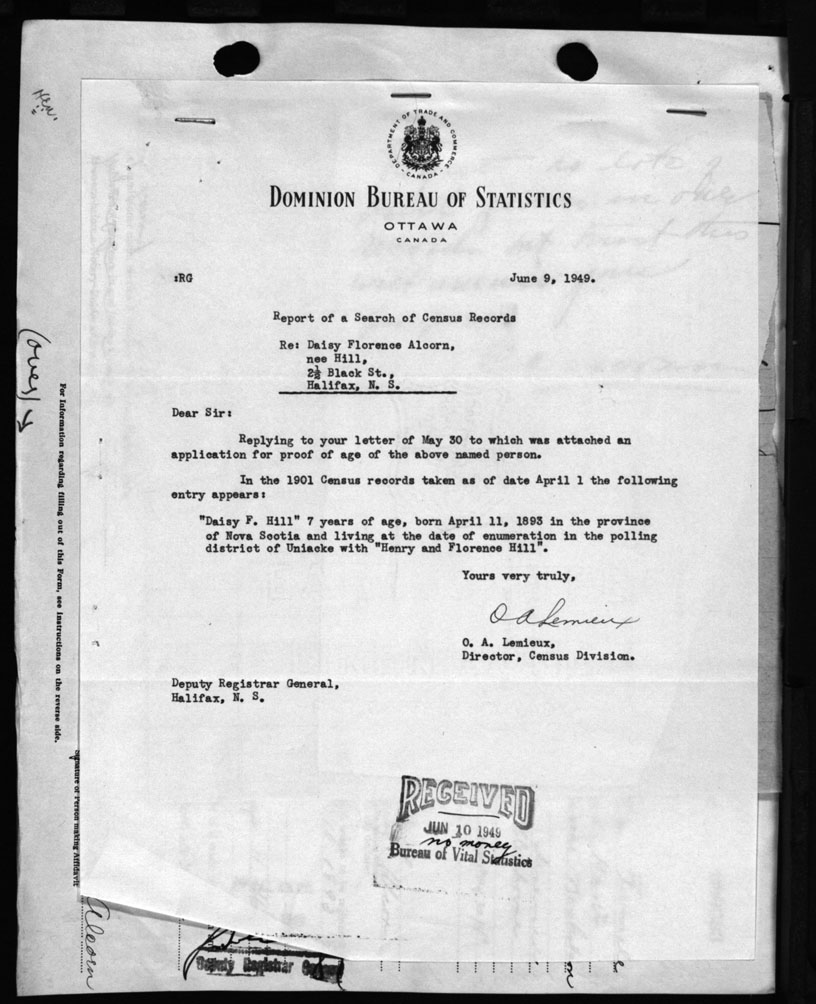 DEPARTMENT OF TRADE AND COMMERCE
CANADA
DOMINION BUREAU OF STATISTICS
OTTAWA
CANADA
:RG
June 9, 1949.
Report of a Search of Census Records
Re: Daisy Florence Alcorn,
nee Hill,
2½ Black St.,
Halifax, N. S.
Dear Sir:
Replying to your letter of May 30 to which was attached an
application for proof of age of the above named person.
In the 1901 Census records taken as of date April 1 the following
entry appears:
"Daisy F. Hill" 7 years of age, born April 11, 1893 in the province
of Nova Scotia and living at the date of enumeration in the polling
district of Uniacke with "Henry and Florence Hill".
Yours very truly,
O A Lemieux
O. A. Lemieux,
Director, Census Division.
Deputy Registrar General,
Halifax, N. S.
RECEIVED
JUN 10 1949
no money
Bureau of Vital Statistics
(over)
For Information regarding filling out of this Form, see instructions on the reverse side.
Signature of Person making Affidavit
Alcorn
Deputy Registrar